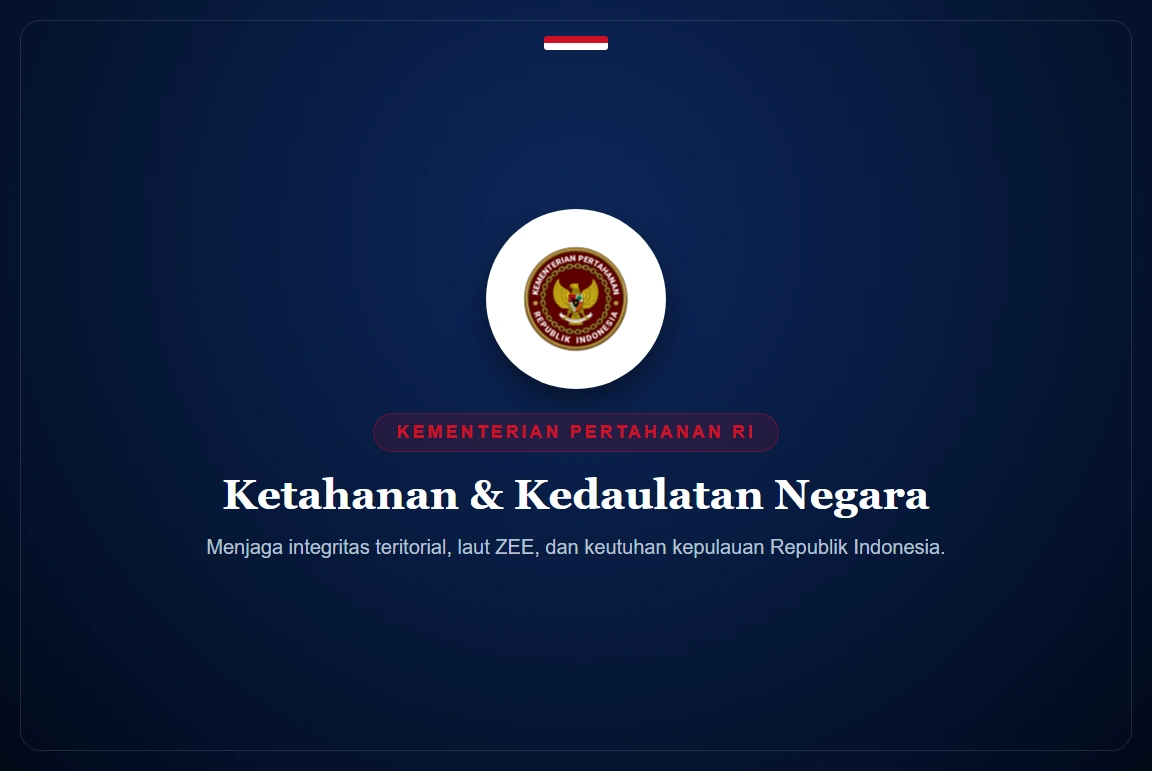 KEMENTERIAN PERTAHANAN
REPUBLIK INDONESIA
KEMENTERIAN PERTAHANAN RI
Ketahanan & Kedaulatan Negara
Menjaga integritas teritorial, laut ZEE, dan keutuhan kepulauan Republik Indonesia.